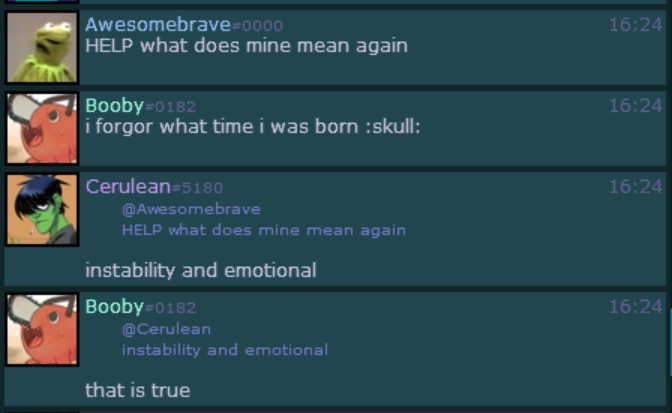 Awesomebrave#0000 16:24
HELP what does mine mean again
Booby#0182 16:24
i forgor what time i was born :skull:
Cerulean#5180 16:24
@Awesomebrave
HELP what does mine mean again
instability and emotional
Booby#0182 16:24
@Cerulean
instability and emotional
that is true